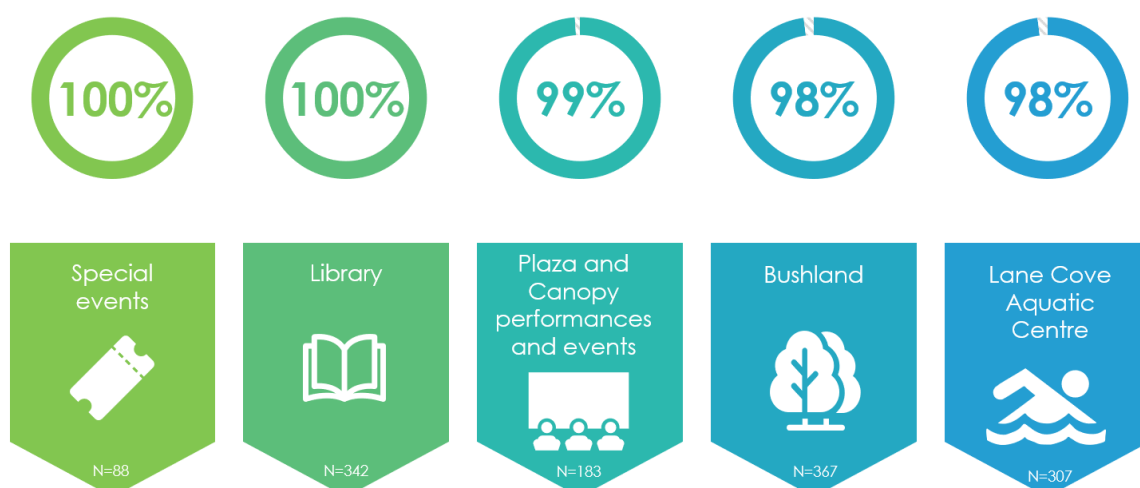 100%
100%
99%
98%
98%
Special
events
N=88
Library
N=342
Plaza and
Canopy
performances
and events
N=183
Bushland
N=367
Lane Cove
Aquatic
Centre
N=307